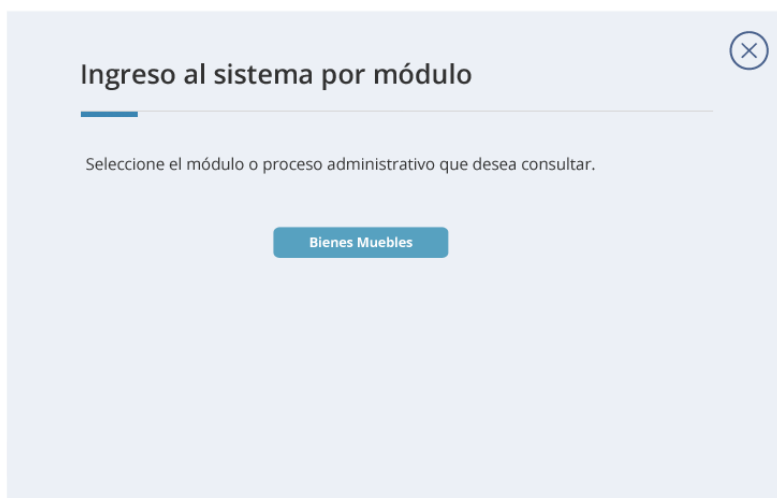 Ingreso al sistema por módulo
Seleccione el módulo o proceso administrativo que desea consultar.
Bienes Muebles